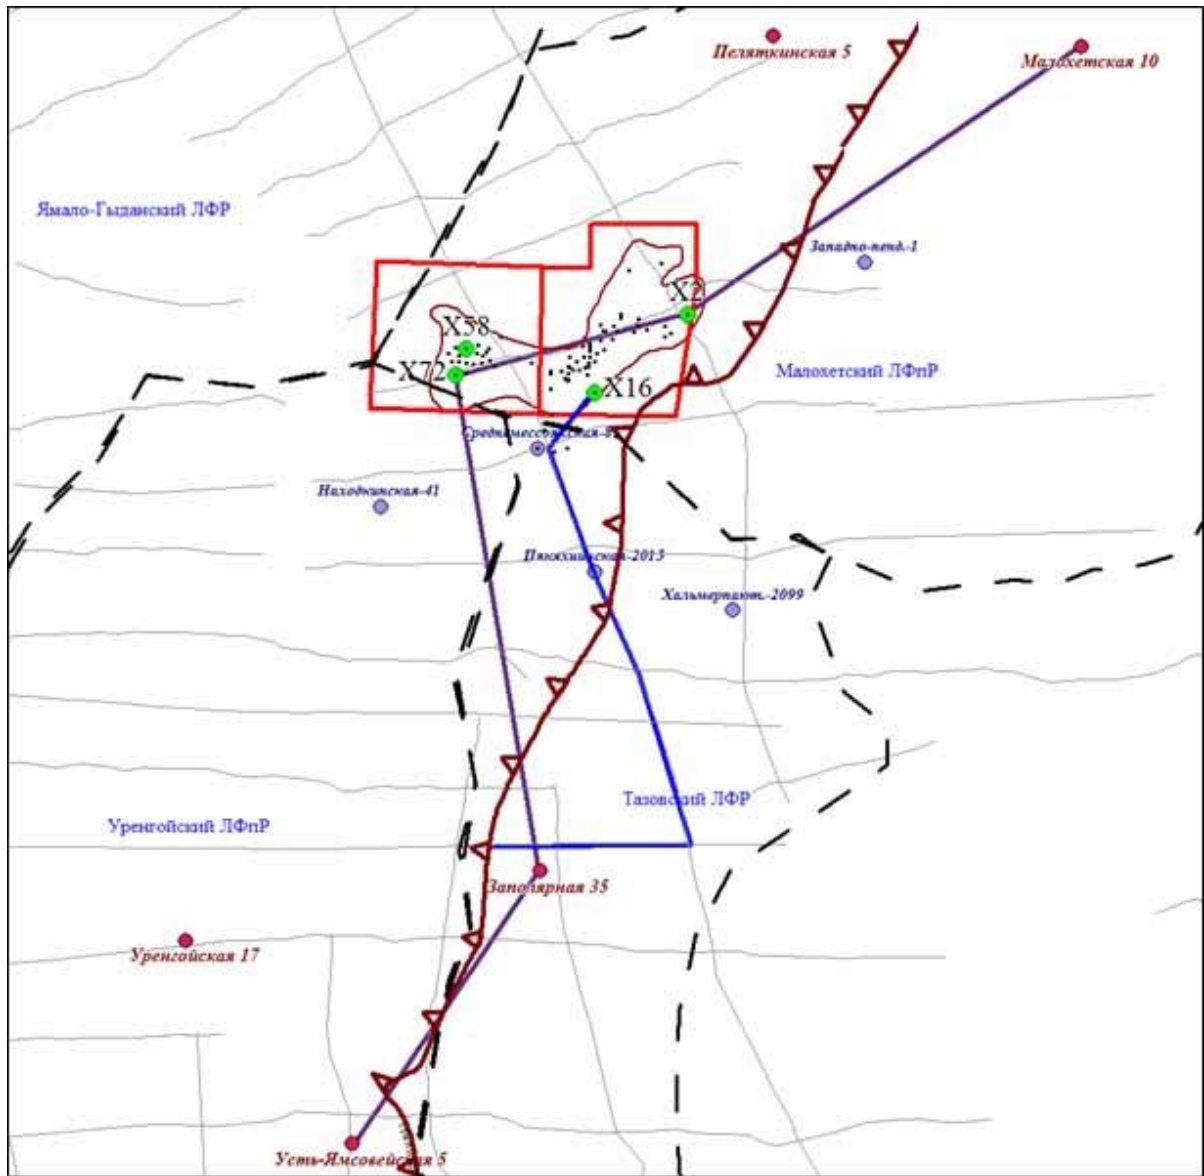 Пеляткинская 5
Малохетская 10
Ямало-Гыданский ЛФР
Западно-пенд.-1
X2
X58
X72
X16
Малохетский ЛФпР
Находкинская-41
Хальмерпают.-2099
Тазовский ЛФР
Уренгойский ЛФпР
Заполярная 35
Уренгойская 17
Усть-Ямсовейская 5